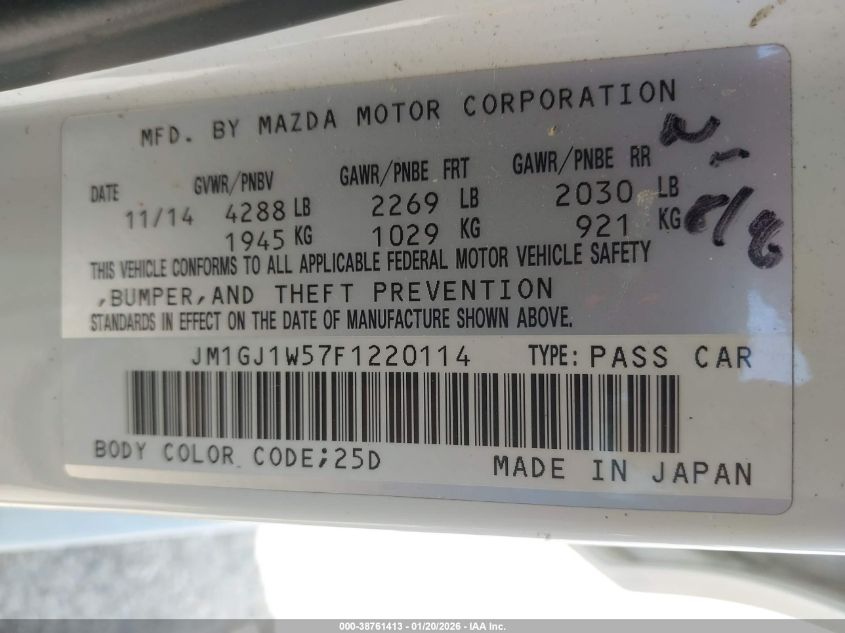 MFD. BY MAZDA MOTOR CORPORATION
DATE GVWR/PNBV GAWR/PNBE FRT GAWR/PNBE RR
11/14 4288 LB 2269 LB 2030 LB
1945 KG 1029 KG 921 KG
THIS VEHICLE CONFORMS TO ALL APPLICABLE FEDERAL MOTOR VEHICLE SAFETY
,BUMPER,AND THEFT PREVENTION
STANDARDS IN EFFECT ON THE DATE OF MANUFACTURE SHOWN ABOVE.
JM1GJ1W57F1220114 TYPE: PASS CAR
BODY COLOR CODE;25D MADE IN JAPAN
000-38761413 - 01/20/2026 - IAA Inc.